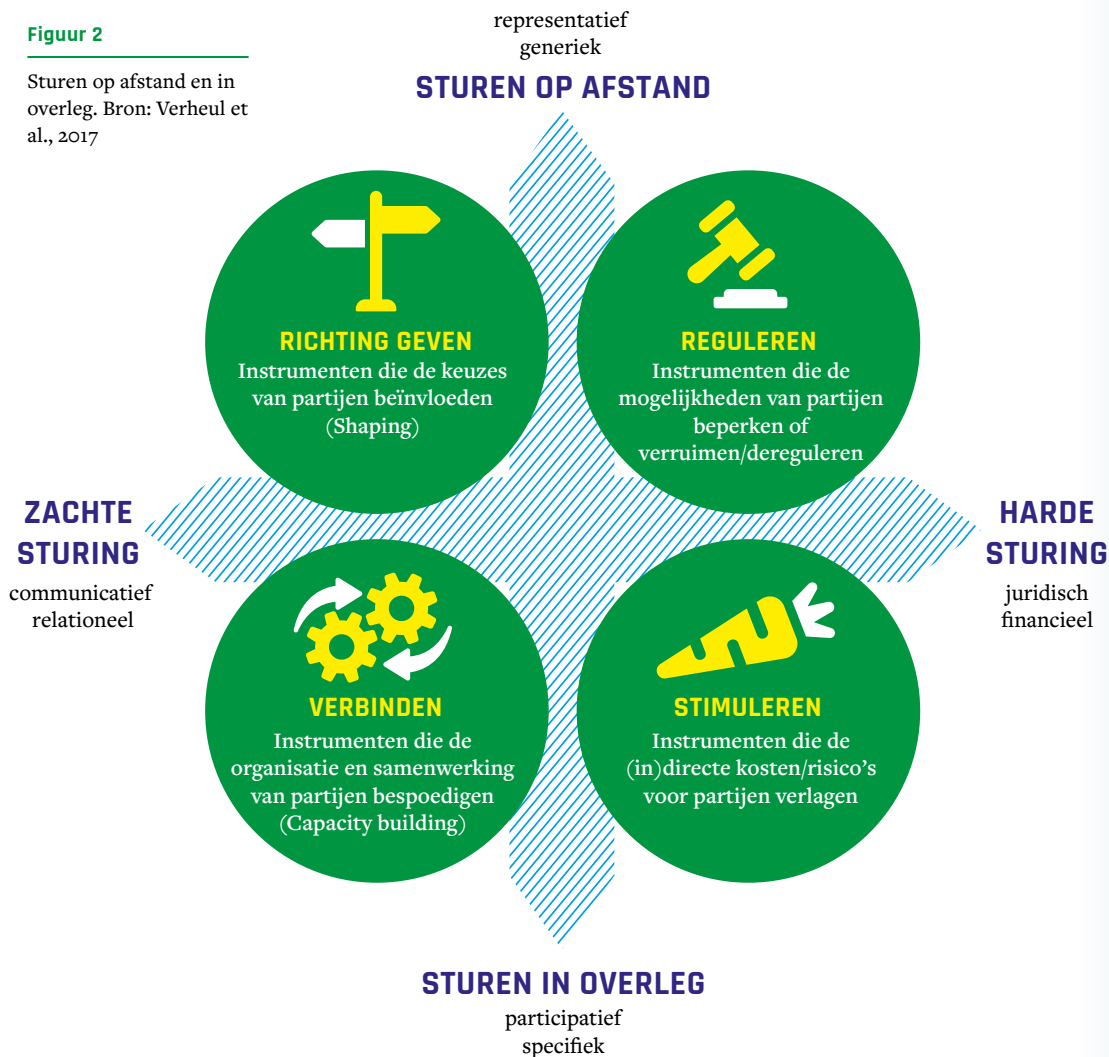 Figuur 2
Sturen op afstand en in
overleg. Bron: Verheul et
al., 2017
representatief
generiek
STUREN OP AFSTAND
RICHTING GEVEN
Instrumenten die de keuzes
van partijen beïnvloeden
(Shaping)
REGULEREN
Instrumenten die de
mogelijkheden van partijen
beperken of
verruimen/dereguleren
ZACHTE
STURING
communicatief
relationeel
HARDE
STURING
juridisch
financieel
VERBINDEN
Instrumenten die de
organisatie en samenwerking
van partijen bespoedigen
(Capacity building)
STIMULEREN
Instrumenten die de
(in)directe kosten/risico’s
voor partijen verlagen
STUREN IN OVERLEG
participatief
specifiek